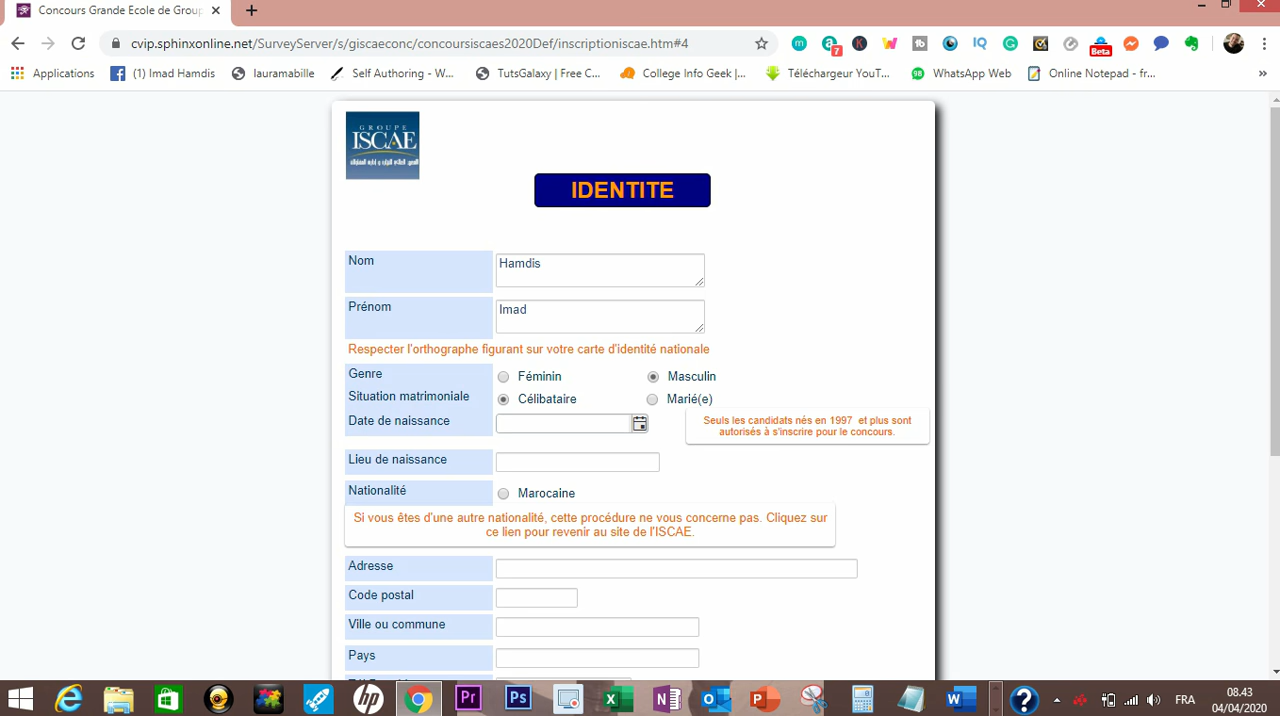 Concours Grande Ecole de Group
cvip.sphinxonline.net/SurveyServer/s/giscaeccdc/concursiscaes2020Def/inscriptioniscae.htm#4
Applications
(1) Imad Hamdis
lauramabille
Self Authoring - W...
TutsGalaxy | Free C...
College Info Geek |...
Téléchargeur YouT...
WhatsApp Web
Online Notepad - fr...
GROUPE
ISCAE
IDENTITE
Nom
Hamdis
Prénom
Imad
Respecter l'orthographe figurant sur votre carte d'identité nationale
Genre
Féminin
Masculin
Situation matrimoniale
Célibataire
Marié(e)
Date de naissance
Seuls les candidats nés en 1997 et plus sont
autorisés à s'inscrire pour le concours.
Lieu de naissance
Nationalité
Marocaine
Si vous êtes d'une autre nationalité, cette procédure ne vous concerne pas. Cliquez sur
ce lien pour revenir au site de l'ISCAE.
Adresse
Code postal
Ville ou commune
Pays
FRA
08.43
04/04/2020